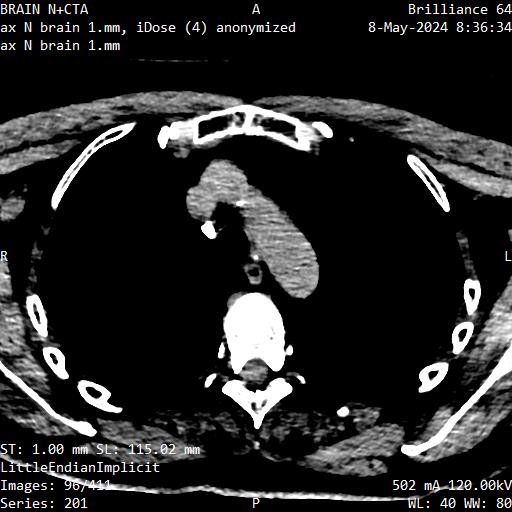 BRAIN N+CTA
A
Brilliance 64
ax N brain 1.mm, iDose (4) anonymized
8-May-2024 8:36:34
ax N brain 1.mm
R
L
ST: 1.00 mm SL: 115.02 mm
LittleEndianImplicit
Images: 96/411
502 mA 120.00kV
Series: 201
P
WL: 40 WW: 80